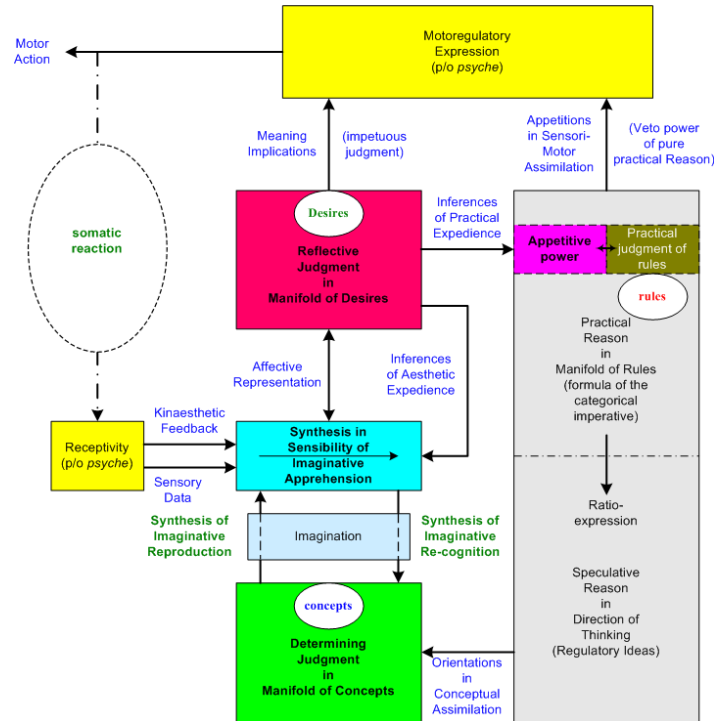 Motor
Action
Motoregulatory
Expression
(p/o psyche)
Meaning
Implications
(impetuous
judgment)
Appetitions
in Sensori-
Motor
Assimilation
(Veto power
of pure
practical Reason)
somatic
reaction
Desires
Reflective
Judgment
in
Manifold of Desires
Inferences
of Practical
Expedience
Appetitive
power
Practical
judgment of
rules
rules
Practical
Reason
in
Manifold of Rules
(formula of the
categorical
imperative)
Affective
Representation
Inferences
of Aesthetic
Expedience
Kinaesthetic
Feedback
Receptivity
(p/o psyche)
Sensory
Data
Synthesis in
Sensibility of
Imaginative
Apprehension
Synthesis of
Imaginative
Reproduction
Imagination
Synthesis of
Imaginative
Re-cognition
Ratio-
expression
Speculative
Reason
in
Direction of
Thinking
(Regulatory Ideas)
concepts
Determining
Judgment
in
Manifold of Concepts
Orientations
in
Conceptual
Assimilation